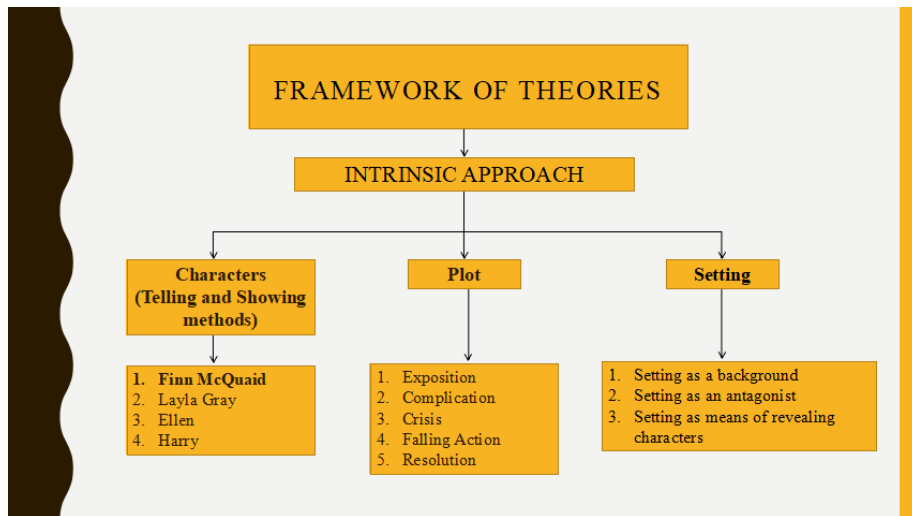 FRAMEWORK OF THEORIES
INTRINSIC APPROACH
Characters
(Telling and Showing
methods)
1. Finn McQuaid
2. Layla Gray
3. Ellen
4. Harry
Plot
1. Exposition
2. Complication
3. Crisis
4. Falling Action
5. Resolution
Setting
1. Setting as a background
2. Setting as an antagonist
3. Setting as means of revealing
characters